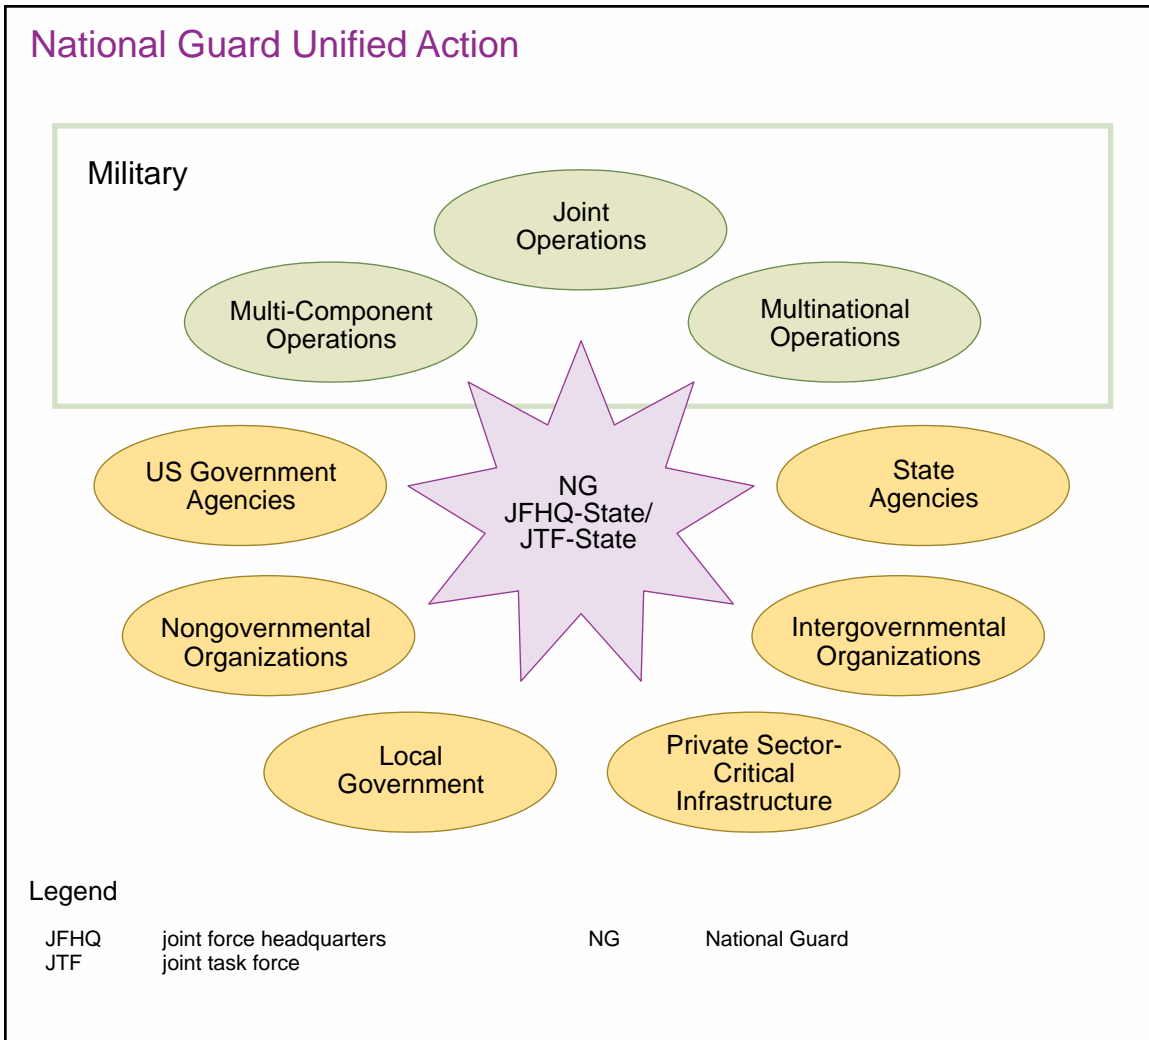 National Guard Unified Action
Military
Joint
Operations
Multi-Component
Operations
Multinational
Operations
US Government
Agencies
NG
JFHQ-State/
JTF-State
State
Agencies
Nongovernmental
Organizations
Intergovernmental
Organizations
Local
Government
Private Sector-
Critical
Infrastructure
Legend
JFHQ joint force headquarters NG National Guard
JTF joint task force